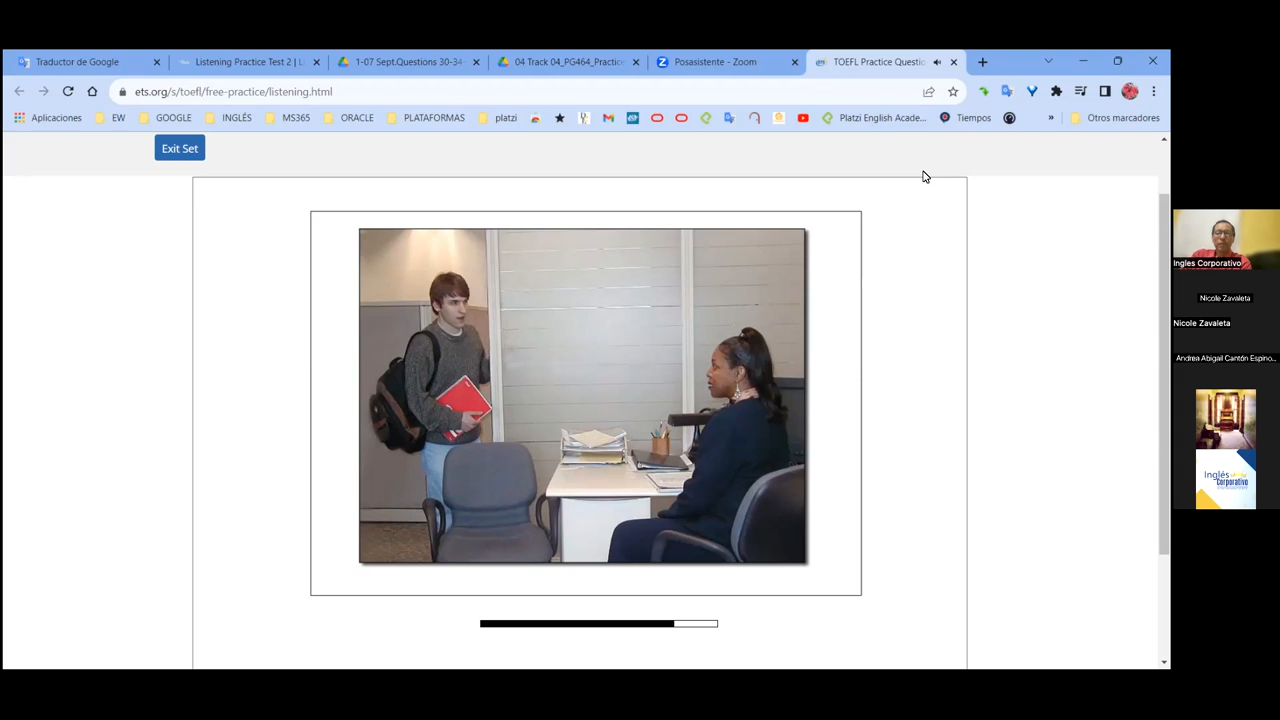 Traductor de Google
Listening Practice Test 2 | L
1-07 Sept.Questions 30-34-
04 Track 04_PG464_Practice
Posasistente - Zoom
TOEFL Practice Questio
ets.org/s/toefl/free-practice/listening.html
Aplicaciones
EW
GOOGLE
INGLÉS
MS365
ORACLE
PLATAFORMAS
platzi
Platzi English Acade...
Tiempos
»
Otros marcadores
Exit Set
Ingles Corporativo
Nicole Zavaleta
Nicole Zavaleta
Andrea Abigail Cantón Espino...
Inglés
Corporativo